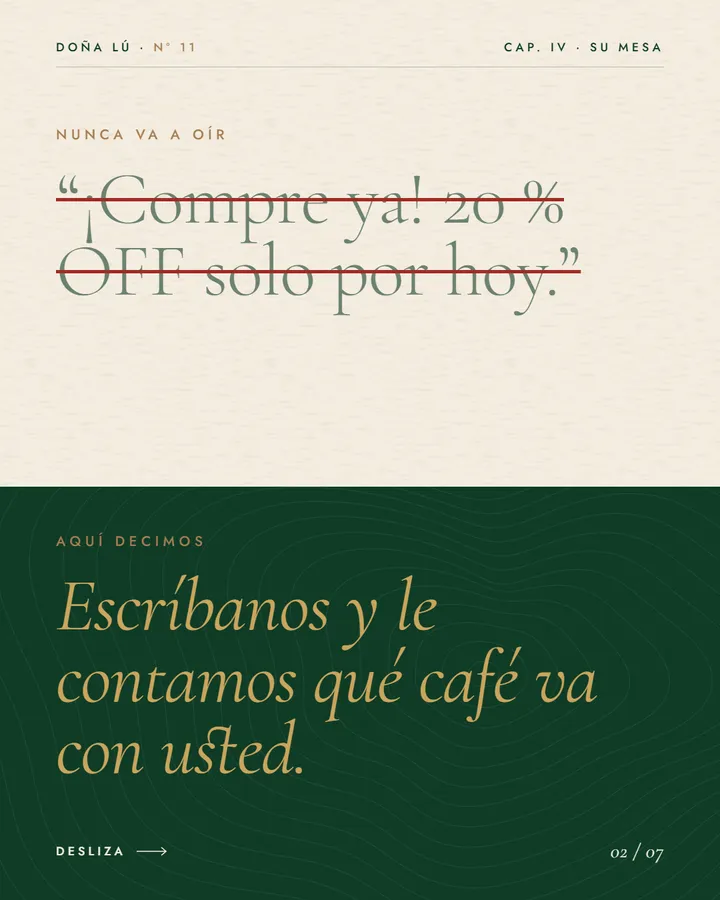 DOÑA LÚ · N° 11
CAP. IV · SU MESA
NUNCA VA A OÍR
“¡Compre ya! 20 %
OFF solo por hoy.”
AQUÍ DECIMOS
Escríbanos y le
contamos qué café va
con usted.
DESLIZA →
02 / 07